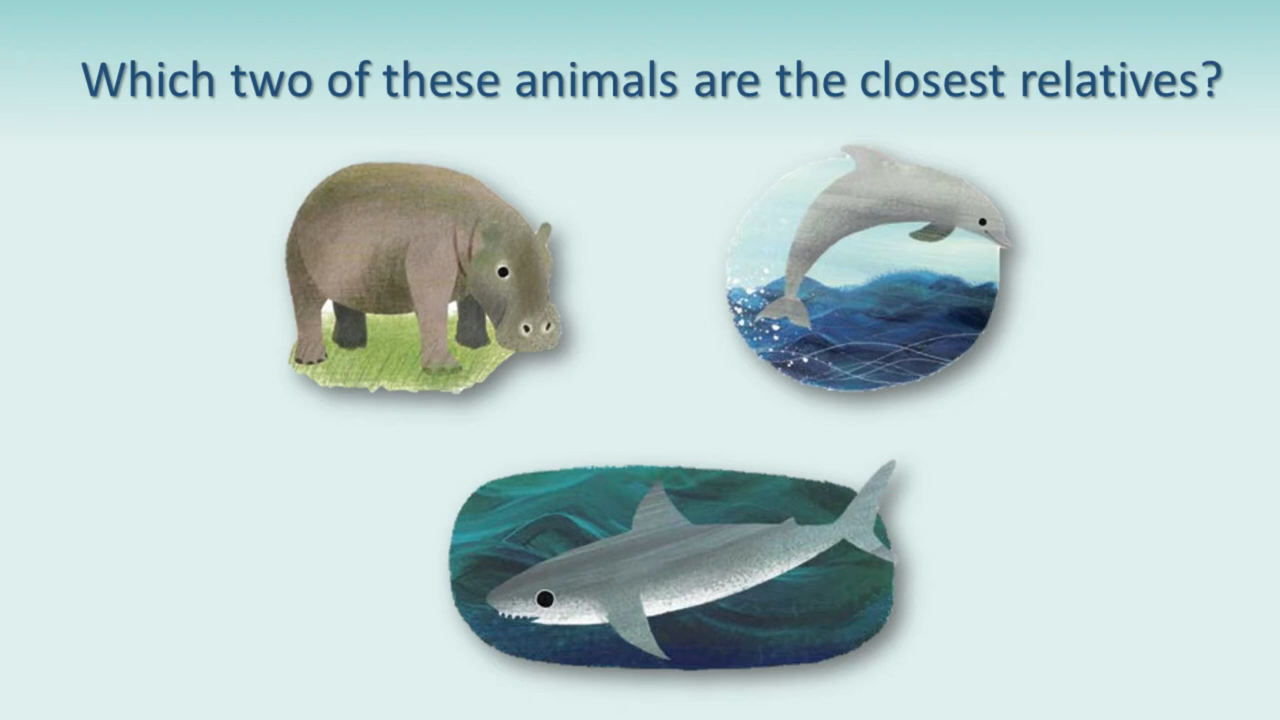 Which two of these animals are the closest relatives?